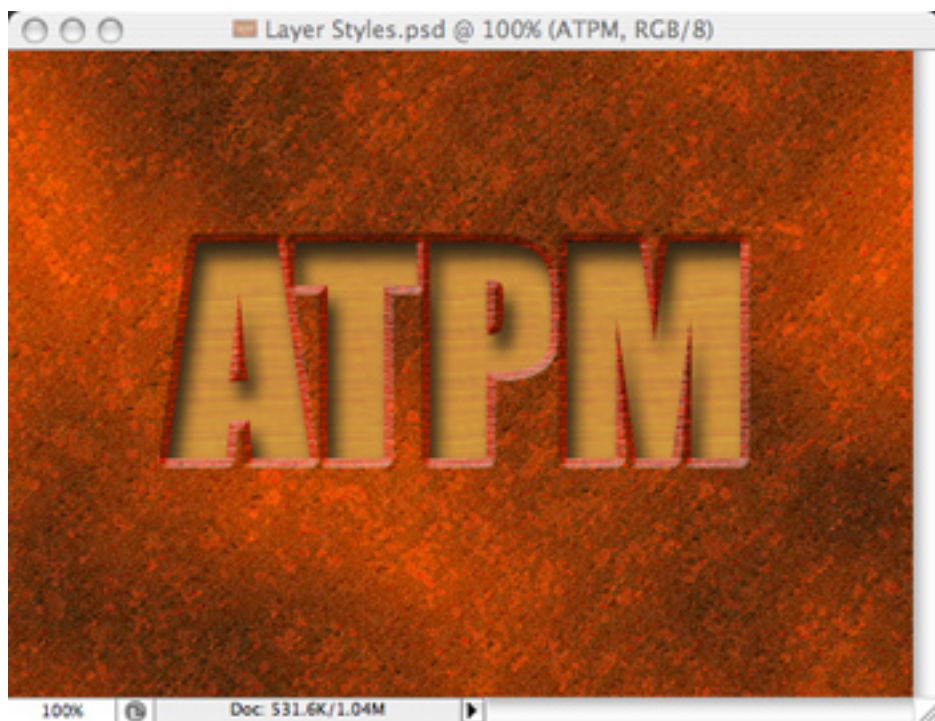 Layer Styles.psd @ 100% (ATPM, RGB/8)
ATPM
100%
Doc: 531.6K/1.04M